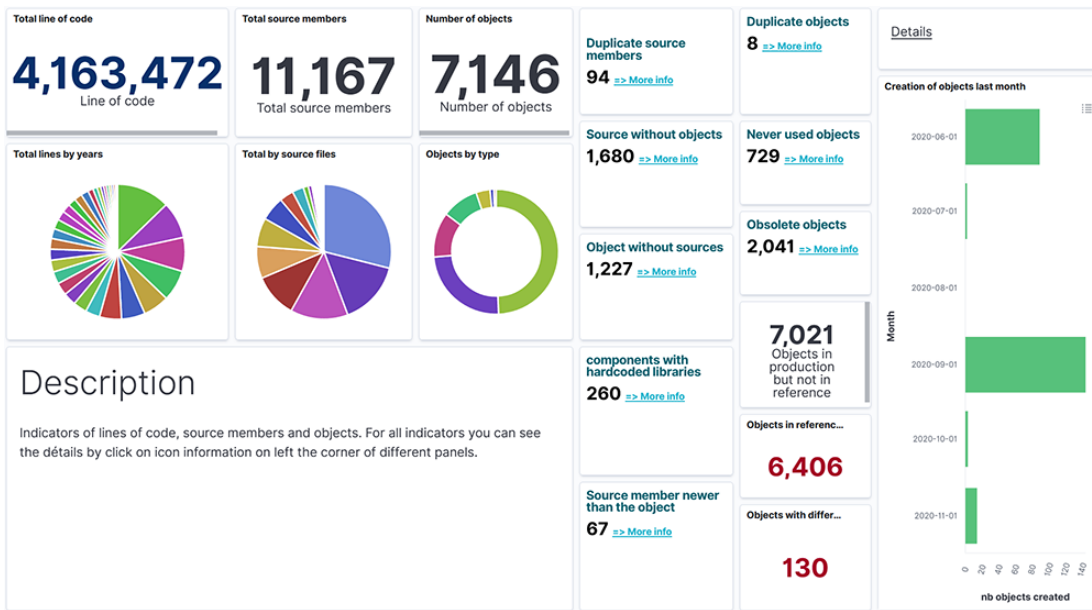 Total line of code
4,163,472
Line of code
Total source members
11,167
Total source members
Number of objects
7,146
Number of objects
Total lines by years
Total by source files
Objects by type
Description
Indicators of lines of code, source members and objects. For all indicators you can see
the détails by click on icon information on left the corner of different panels.
Duplicate source
members
94 => More info
Source without objects
1,680 => More info
Object without sources
1,227 => More info
components with
hardcoded libraries
260 => More info
Source member newer
than the object
67 => More info
Duplicate objects
8 => More info
Never used objects
729 => More info
Obsolete objects
2,041 => More info
7,021
Objects in
production
but not in
reference
Objects in referenc...
6,406
Objects with differ...
130
Details
Creation of objects last month
Month
2020-06-01
2020-07-01
2020-08-01
2020-09-01
2020-10-01
2020-11-01
0 20 40 60 80 100 120 140
nb objects created